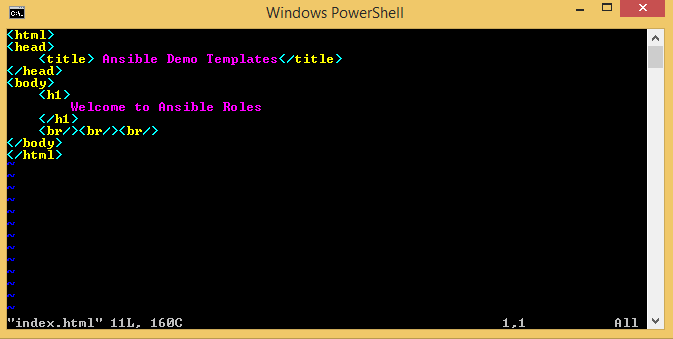 Windows PowerShell
C:\.
<html>
<head>
    <title> Ansible Demo Templates</title>
</head>
<body>
    <h1>
        Welcome to Ansible Roles
    </h1>
    <br/><br/><br/>
</body>
</html>
~
~
~
~
~
~
~
~
~
~
~
~
~
"index.html" 11L, 160C 1,1 All